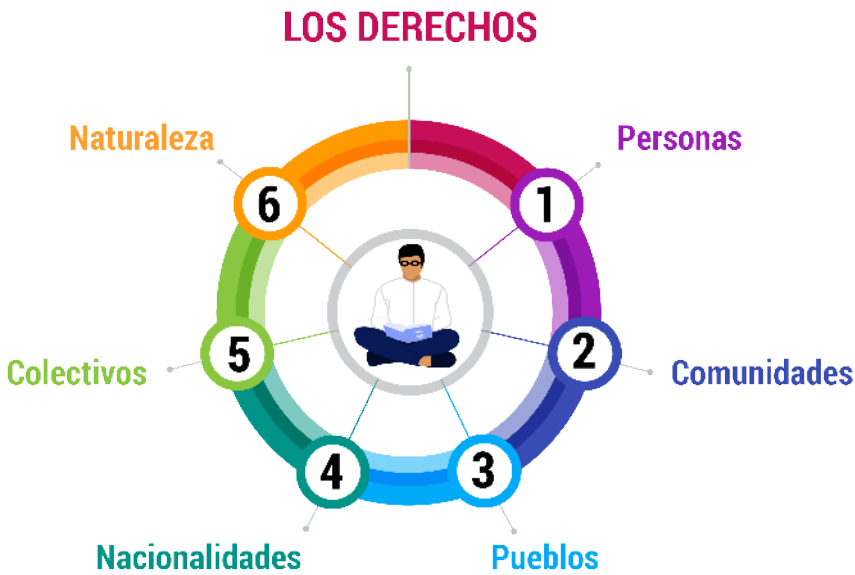 LOS DERECHOS
1
Personas
2
Comunidades
3
Pueblos
4
Nacionalidades
5
Colectivos
6
Naturaleza